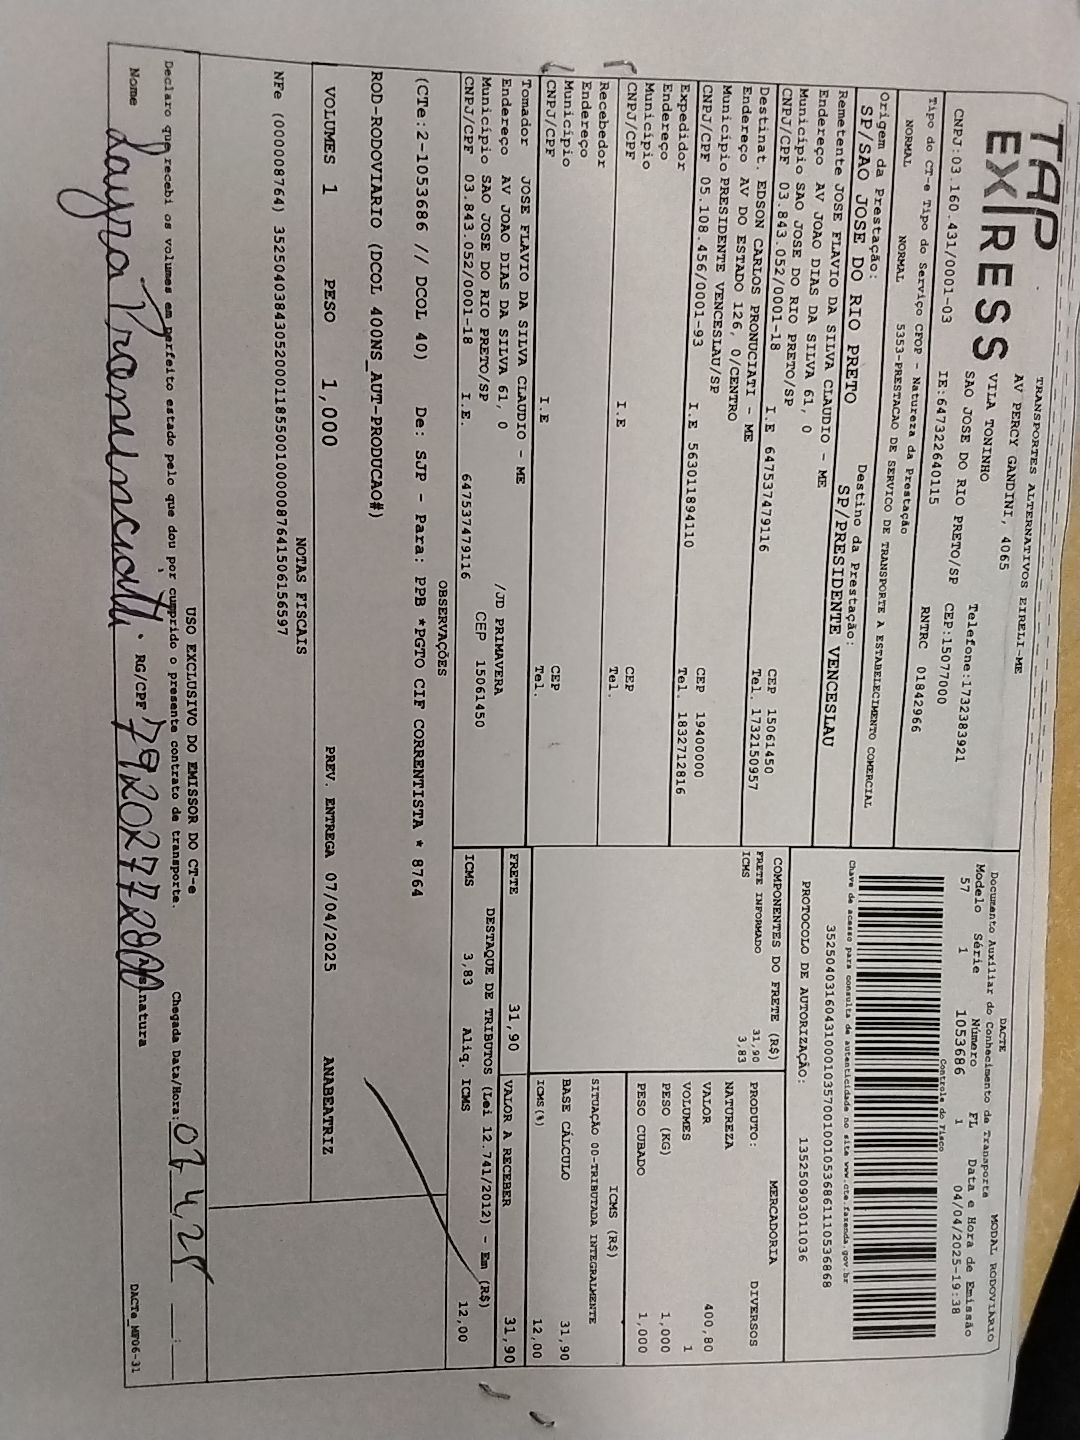 TAP
EXPRESS
TRANSPORTES ALTERNATIVOS EIRELI-ME
AV PERCY GANDINI, 4065
VILA TONINHO
SAO JOSE DO RIO PRETO/SP
Telefone:1732383921
CEP:15077000
CNPJ:03.160.431/0001-03
IE:647322640115
RNTRC 01842966
Tipo do CT-e Tipo do Serviço CFOP - Natureza da Prestação
NORMAL NORMAL 5353-PRESTACAO DE SERVICO DE TRANSPORTE A ESTABELECIMENTO COMERCIAL
Origem da Prestação: Destino da Prestação:
SP/SAO JOSE DO RIO PRETO SP/PRESIDENTE VENCESLAU
Remetente JOSE FLAVIO DA SILVA CLAUDIO - ME
Endereço AV JOAO DIAS DA SILVA 61, 0
Município SAO JOSE DO RIO PRETO/SP CEP 15061450
CNPJ/CPF 03.843.052/0001-18 I.E 647537479116 Tel. 1732150957
Destinat. EDSON CARLOS PRONUCIATI - ME
Endereço AV DO ESTADO 126, 0/CENTRO
Município PRESIDENTE VENCESLAU/SP CEP 19400000
CNPJ/CPF 05.108.456/0001-93 I.E 563011894110 Tel. 1832712816
Expedidor
Endereço
Município CEP
CNPJ/CPF I.E Tel.
Recebedor
Endereço
Município CEP
CNPJ/CPF I.E Tel.
Tomador JOSE FLAVIO DA SILVA CLAUDIO - ME
Endereço AV JOAO DIAS DA SILVA 61, 0 /JD PRIMAVERA
Município SAO JOSE DO RIO PRETO/SP CEP 15061450
CNPJ/CPF 03.843.052/0001-18 I.E. 647537479116
DACTE MODAL RODOVIÁRIO
Documento Auxiliar do Conhecimento de Transporte
Modelo Série Número FL Data e Hora de Emissão
57 1 1053686 1 04/04/2025-19:38
Controle do Fisco
Chave de acesso para consulta de autenticidade no site www.cte.fazenda.gov.br
35250403160431000103570010010536861110536868
PROTOCOLO DE AUTORIZAÇÃO: 135250903011036
COMPONENTES DO FRETE (R$)
FRETE INFORMADO 31,90
ICMS 3,83
MERCADORIA
PRODUTO: DIVERSOS
NATUREZA
VALOR 400,80
VOLUMES 1
PESO (KG) 1,000
PESO CUBADO 1,000
ICMS (R$)
SITUAÇÃO 00-TRIBUTADA INTEGRALMENTE
BASE CÁLCULO 31,90
ICMS(%) 12,00
FRETE 31,90 VALOR A RECEBER 31,90
DESTAQUE DE TRIBUTOS (Lei 12.741/2012) - Em (R$)
ICMS 3,83 Aliq. ICMS 12,00
OBSERVAÇÕES
(CTe:2-1053686 // DCOL 40) De: SJP - Para: PPB *PGTO CIF CORRENTISTA * 8764
ROD-RODOVIARIO (DCOL 40UNS_AUT-PRODUCAO#)
VOLUMES 1 PESO 1,000 PREV. ENTREGA 07/04/2025 ANABEATRIZ
NOTAS FISCAIS
NFe (000008764) 35250403843052000118550010000087641506156597
USO EXCLUSIVO DO EMISSOR DO CT-e
Declaro que recebi os volumes em perfeito estado pelo que dou por cumprido o presente contrato de transporte. Chegada Data/Hora: 07 4 25 :
Nome RG/CPF Assinatura DACTe_MF06-31